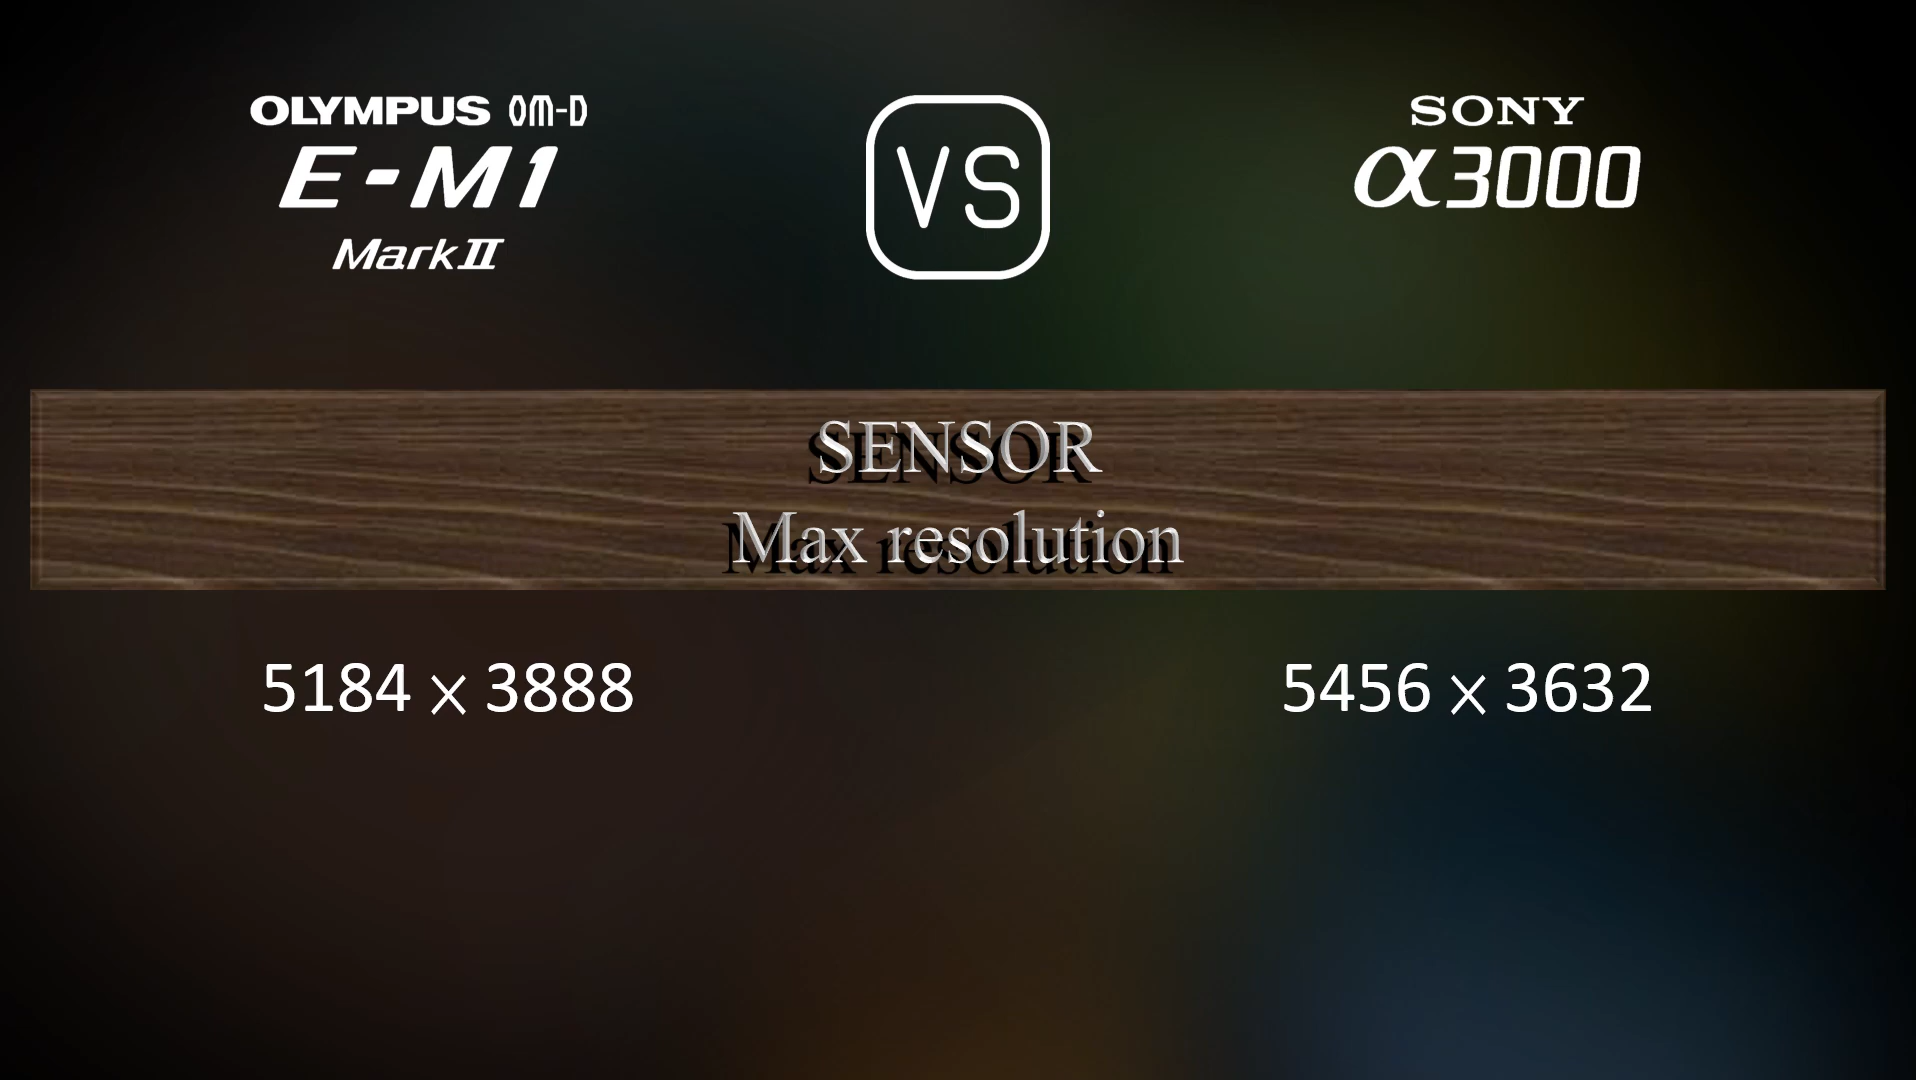 OLYMPUS OM-D
E-M1
Mark II
VS
SONY
α3000
SENSOR
Max resolution
5184 x 3888
5456 x 3632